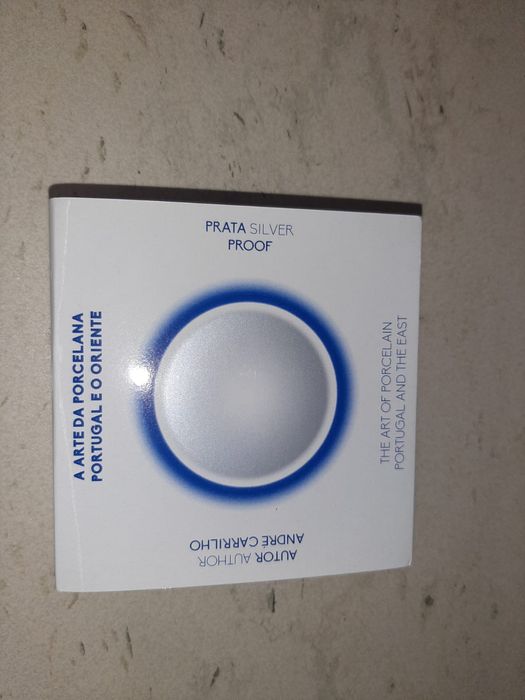 PRATA SILVER
PROOF
A ARTE DA PORCELANA
PORTUGAL E O ORIENTE
THE ART OF PORCELAIN
PORTUGAL AND THE EAST
AUTOR AUTHOR
ANDRÉ CARRILHO